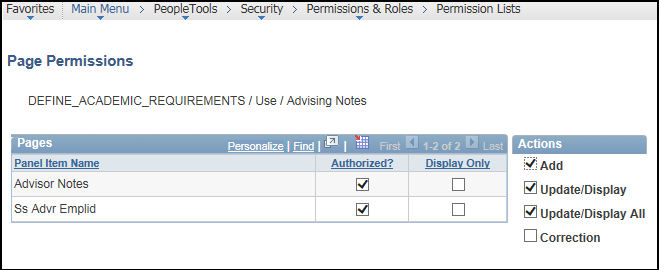 Favorites Main Menu > PeopleTools > Security > Permissions & Roles > Permission Lists
Page Permissions
DEFINE_ACADEMIC_REQUIREMENTS / Use / Advising Notes
Pages Personalize | Find | | First 1-2 of 2 Last
Panel Item Name Authorized? Display Only
Advisor Notes
Ss Advr Emplid
Actions
Add
Update/Display
Update/Display All
Correction